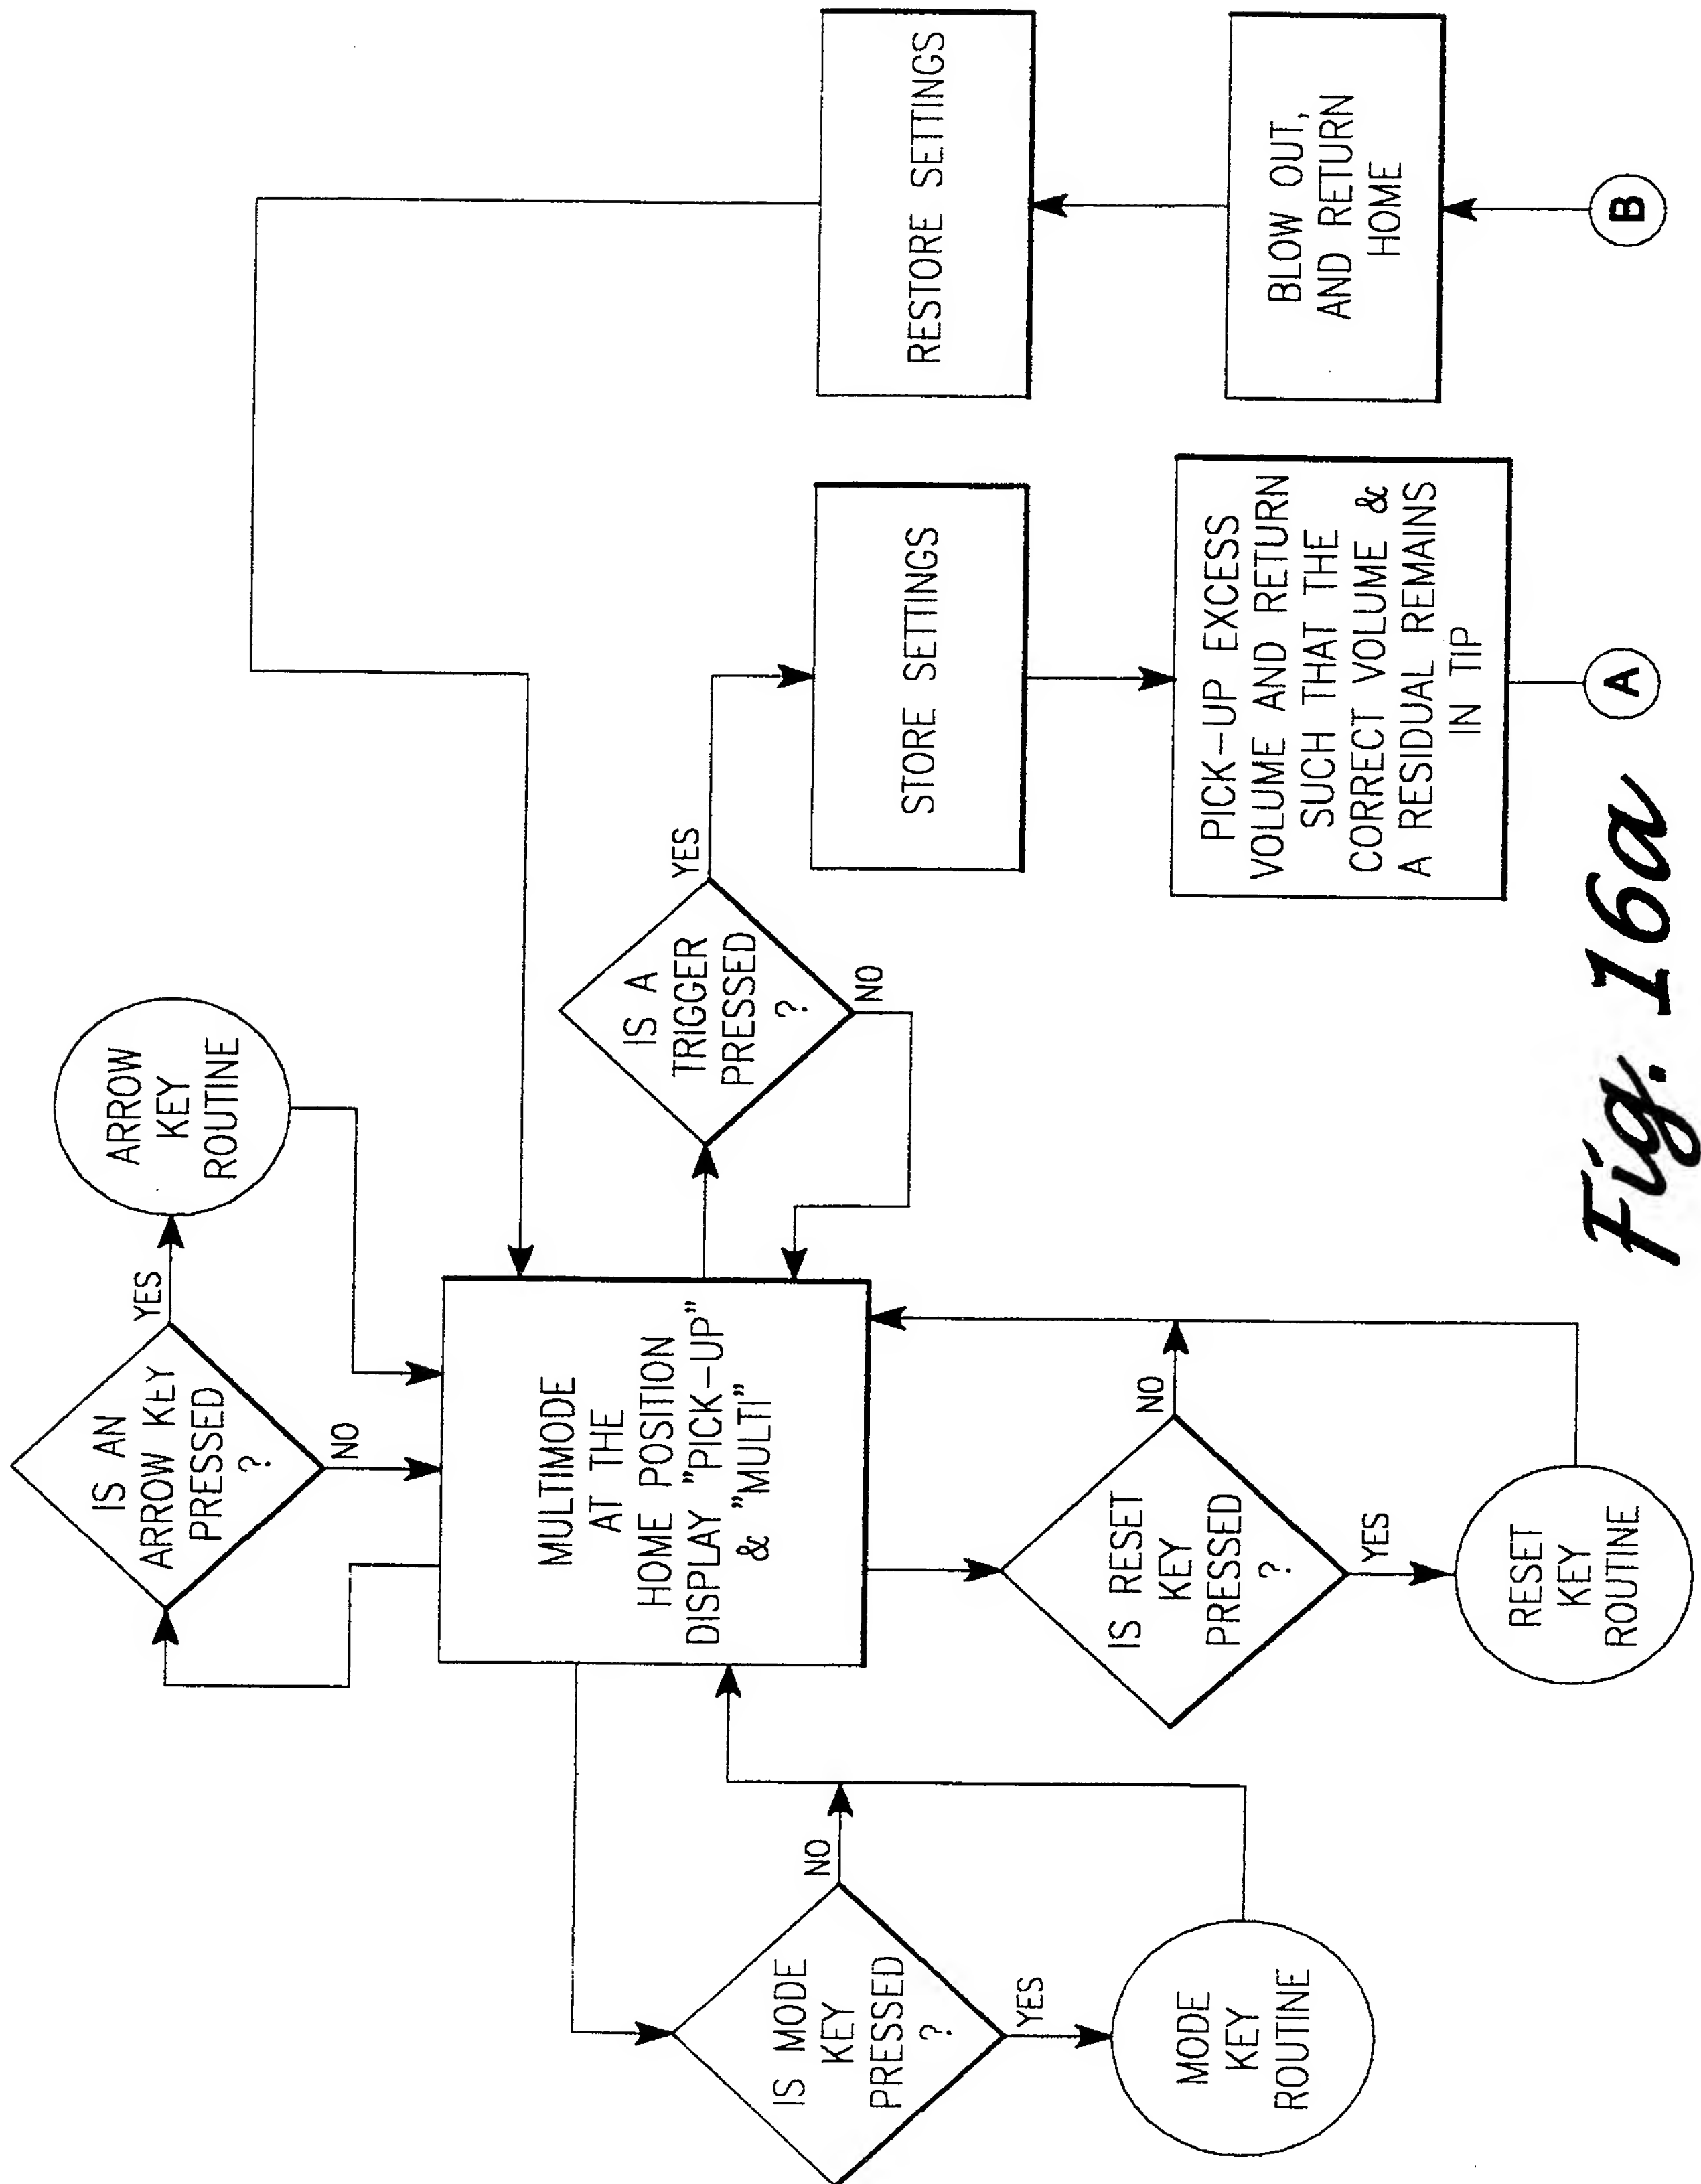 IS AN
ARROW KEY
PRESSED
?
YES
NO
ARROW
KEY
ROUTINE
MULTIMODE
AT THE
HOME POSITION
DISPLAY "PICK-UP"
& "MULTI"
IS MODE
KEY
PRESSED
?
NO
YES
MODE
KEY
ROUTINE
IS RESET
KEY
PRESSED
?
NO
YES
RESET
KEY
ROUTINE
IS A
TRIGGER
PRESSED
?
YES
NO
STORE SETTINGS
PICK-UP EXCESS
VOLUME AND RETURN
SUCH THAT THE
CORRECT VOLUME &
A RESIDUAL REMAINS
IN TIP
A
RESTORE SETTINGS
BLOW OUT,
AND RETURN
HOME
B
Fig. 16a